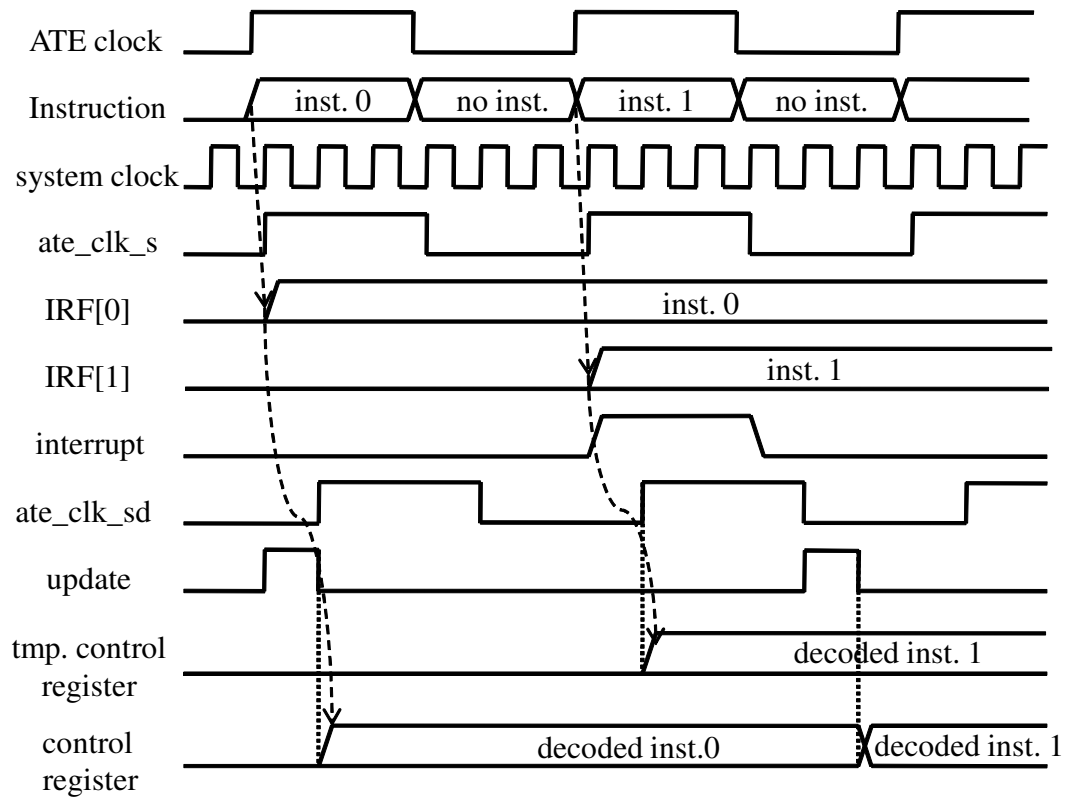 ATE clock
Instruction
inst. 0
no inst.
inst. 1
no inst.
system clock
ate_clk_s
IRF[0]
inst. 0
IRF[1]
inst. 1
interrupt
ate_clk_sd
update
tmp. control
register
decoded inst. 1
control
register
decoded inst.0
decoded inst. 1